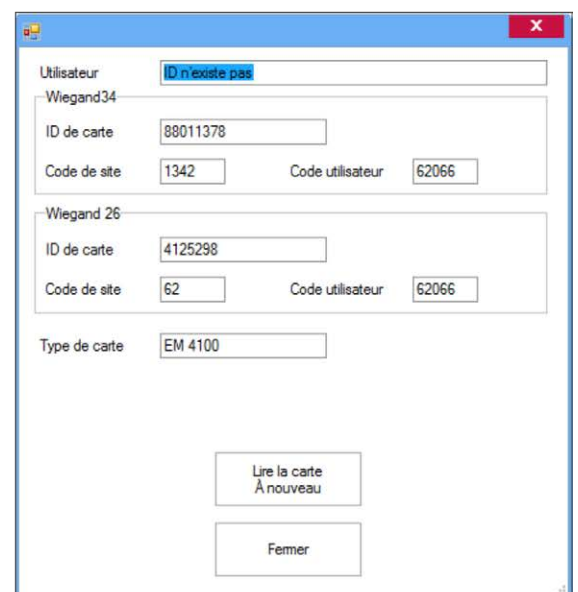 X
Utilisateur ID n'existe pas
Wiegand34
ID de carte 88011378
Code de site 1342 Code utilisateur 62066
Wiegand 26
ID de carte 4125298
Code de site 62 Code utilisateur 62066
Type de carte EM 4100
Lire la carte
À nouveau
Fermer